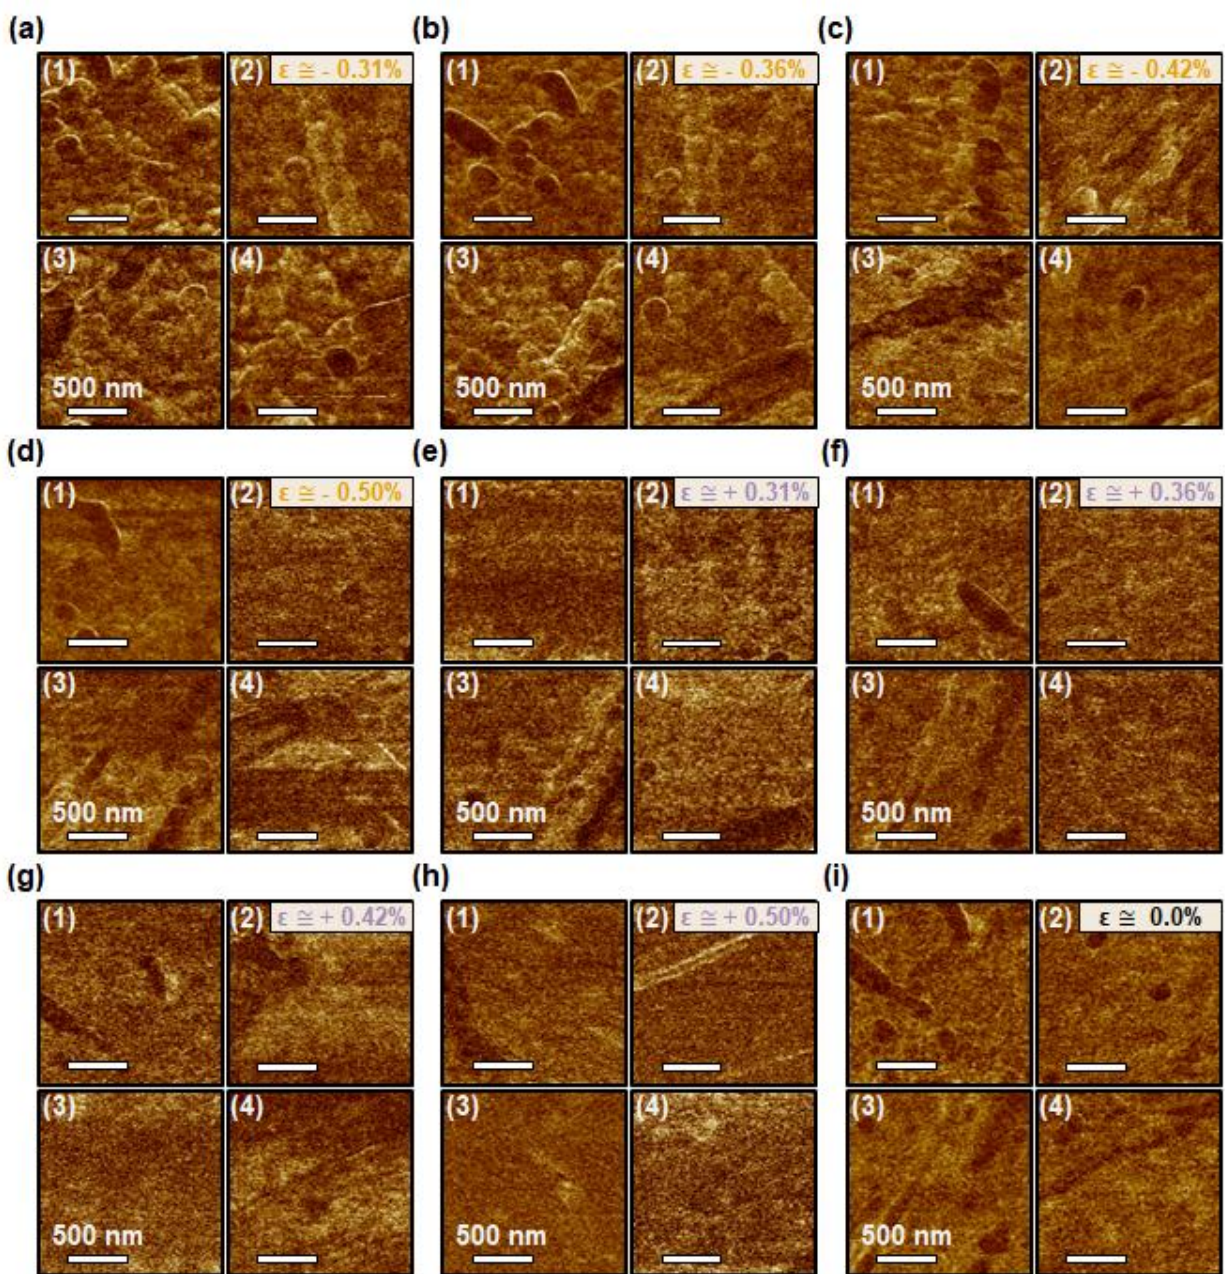 (a) (b) (c)
(1) (2) ε ≅ - 0.31% (1) (2) ε ≅ - 0.36% (1) (2) ε ≅ - 0.42%
(3) (4) (3) (4) (3) (4)
500 nm 500 nm 500 nm
(d) (e) (f)
(1) (2) ε ≅ - 0.50% (1) (2) ε ≅ + 0.31% (1) (2) ε ≅ + 0.36%
(3) (4) (3) (4) (3) (4)
500 nm 500 nm 500 nm
(g) (h) (i)
(1) (2) ε ≅ + 0.42% (1) (2) ε ≅ + 0.50% (1) (2) ε ≅ 0.0%
(3) (4) (3) (4) (3) (4)
500 nm 500 nm 500 nm